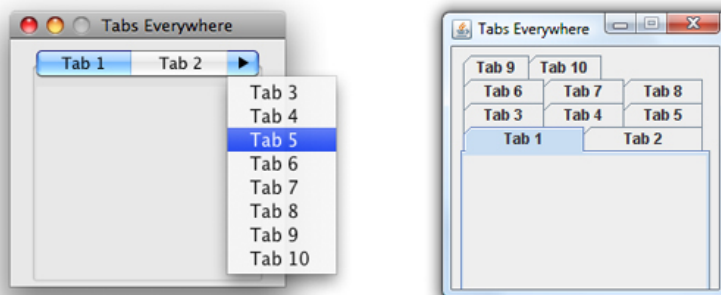 Tabs Everywhere
Tab 1 Tab 2
Tab 3
Tab 4
Tab 5
Tab 6
Tab 7
Tab 8
Tab 9
Tab 10
Tabs Everywhere
Tab 9 Tab 10
Tab 6 Tab 7 Tab 8
Tab 3 Tab 4 Tab 5
Tab 1 Tab 2